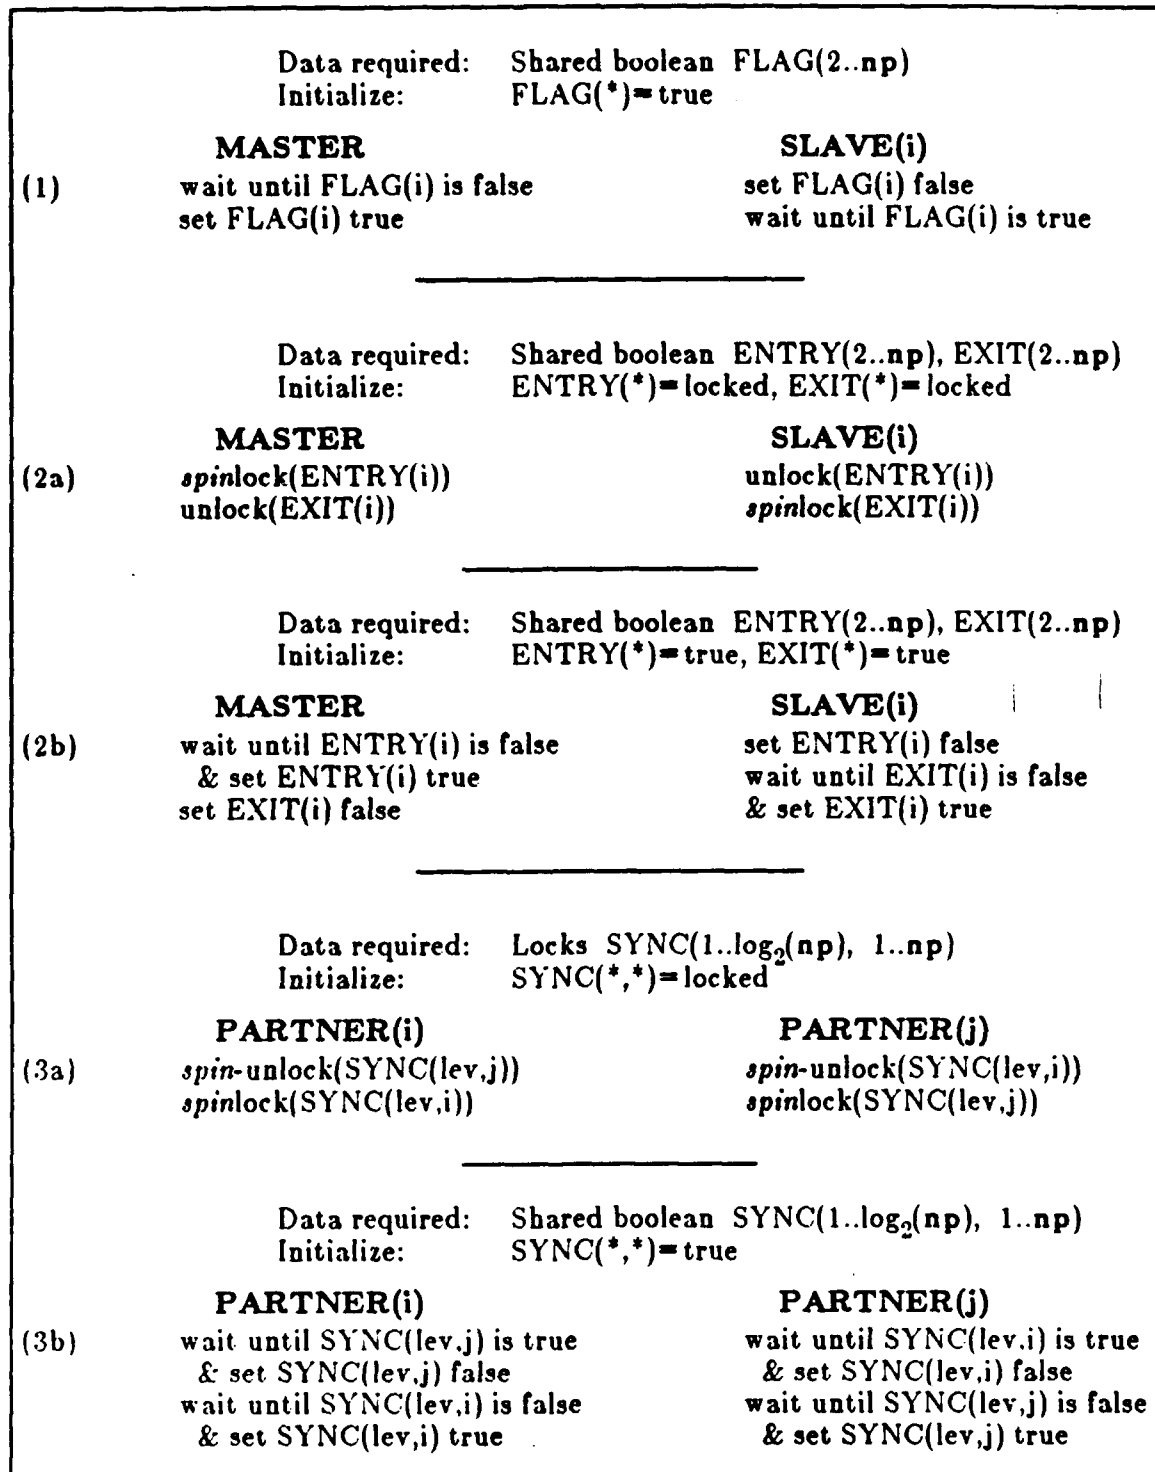 Data required: Shared boolean FLAG(2..np)
Initialize: FLAG(*)=true
MASTER SLAVE(i)
(1) wait until FLAG(i) is false set FLAG(i) false
set FLAG(i) true wait until FLAG(i) is true
Data required: Shared boolean ENTRY(2..np), EXIT(2..np)
Initialize: ENTRY(*)=locked, EXIT(*)=locked
MASTER SLAVE(i)
(2a) spinlock(ENTRY(i)) unlock(ENTRY(i))
unlock(EXIT(i)) spinlock(EXIT(i))
Data required: Shared boolean ENTRY(2..np), EXIT(2..np)
Initialize: ENTRY(*)=true, EXIT(*)=true
MASTER SLAVE(i)
(2b) wait until ENTRY(i) is false set ENTRY(i) false
& set ENTRY(i) true wait until EXIT(i) is false
set EXIT(i) false & set EXIT(i) true
Data required: Locks SYNC(1..log₂(np), 1..np)
Initialize: SYNC(*,*)=locked
PARTNER(i) PARTNER(j)
(3a) spin-unlock(SYNC(lev,j)) spin-unlock(SYNC(lev,i))
spinlock(SYNC(lev,i)) spinlock(SYNC(lev,j))
Data required: Shared boolean SYNC(1..log₂(np), 1..np)
Initialize: SYNC(*,*)=true
PARTNER(i) PARTNER(j)
(3b) wait until SYNC(lev,j) is true wait until SYNC(lev,i) is true
& set SYNC(lev,j) false & set SYNC(lev,i) false
wait until SYNC(lev,i) is false wait until SYNC(lev,j) is false
& set SYNC(lev,i) true & set SYNC(lev,j) true